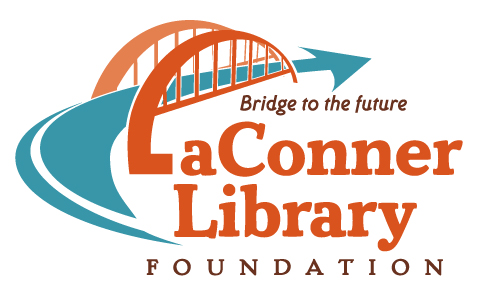 Bridge to the future
LaConner
Library
FOUNDATION